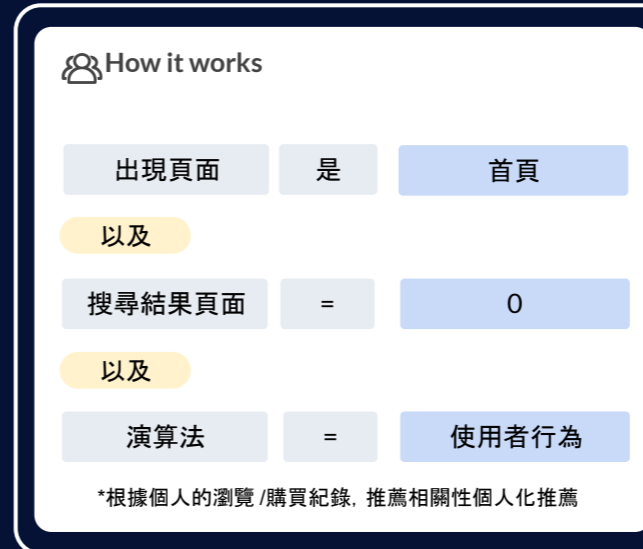 How it works
出現頁面 是 首頁
以及
搜尋結果頁面 = 0
以及
演算法 = 使用者行為
*根據個人的瀏覽 /購買紀錄, 推薦相關性個人化推薦